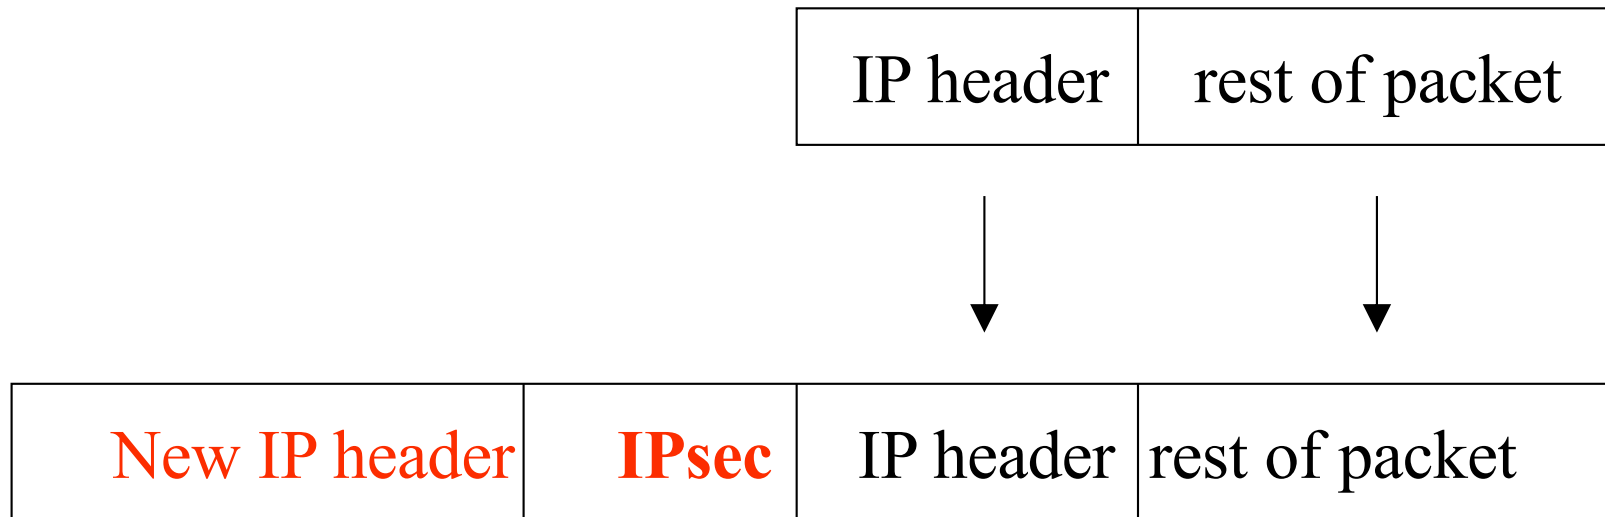 IP header rest of packet
New IP header IPsec IP header rest of packet